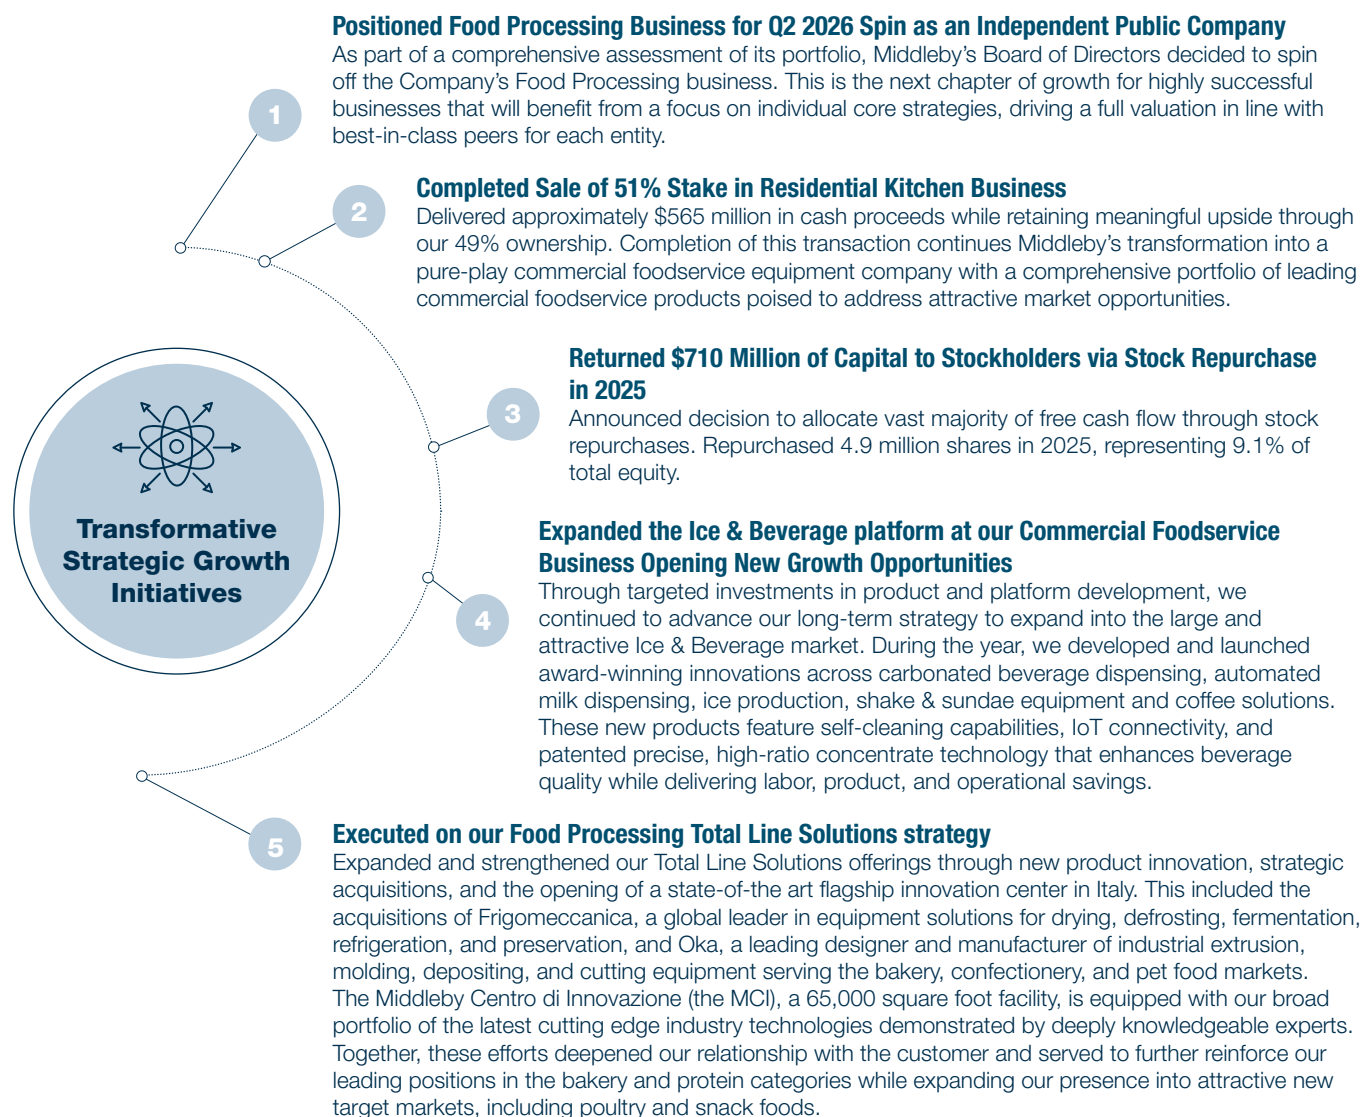 Positioned Food Processing Business for Q2 2026 Spin as an Independent Public Company
As part of a comprehensive assessment of its portfolio, Middleby’s Board of Directors decided to spin
off the Company’s Food Processing business. This is the next chapter of growth for highly successful
businesses that will benefit from a focus on individual core strategies, driving a full valuation in line with
best-in-class peers for each entity.
1
Completed Sale of 51% Stake in Residential Kitchen Business
Delivered approximately $565 million in cash proceeds while retaining meaningful upside through
our 49% ownership. Completion of this transaction continues Middleby’s transformation into a
pure-play commercial foodservice equipment company with a comprehensive portfolio of leading
commercial foodservice products poised to address attractive market opportunities.
2
Returned $710 Million of Capital to Stockholders via Stock Repurchase
in 2025
Announced decision to allocate vast majority of free cash flow through stock
repurchases. Repurchased 4.9 million shares in 2025, representing 9.1% of
total equity.
3
Transformative
Strategic Growth
Initiatives
Expanded the Ice & Beverage platform at our Commercial Foodservice
Business Opening New Growth Opportunities
Through targeted investments in product and platform development, we
continued to advance our long-term strategy to expand into the large and
attractive Ice & Beverage market. During the year, we developed and launched
award-winning innovations across carbonated beverage dispensing, automated
milk dispensing, ice production, shake & sundae equipment and coffee solutions.
These new products feature self-cleaning capabilities, IoT connectivity, and
patented precise, high-ratio concentrate technology that enhances beverage
quality while delivering labor, product, and operational savings.
4
Executed on our Food Processing Total Line Solutions strategy
Expanded and strengthened our Total Line Solutions offerings through new product innovation, strategic
acquisitions, and the opening of a state-of-the art flagship innovation center in Italy. This included the
acquisitions of Frigomeccanica, a global leader in equipment solutions for drying, defrosting, fermentation,
refrigeration, and preservation, and Oka, a leading designer and manufacturer of industrial extrusion,
molding, depositing, and cutting equipment serving the bakery, confectionery, and pet food markets.
The Middleby Centro di Innovazione (the MCI), a 65,000 square foot facility, is equipped with our broad
portfolio of the latest cutting edge industry technologies demonstrated by deeply knowledgeable experts.
Together, these efforts deepened our relationship with the customer and served to further reinforce our
leading positions in the bakery and protein categories while expanding our presence into attractive new
target markets, including poultry and snack foods.
5